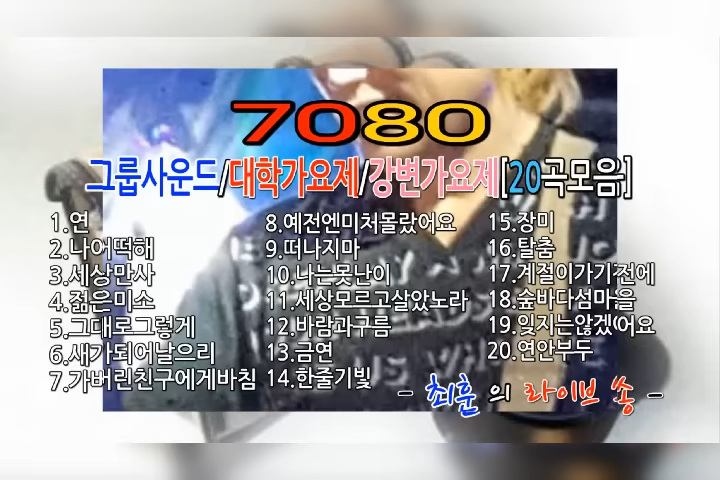 7080
그룹사운드/대학가요제/강변가요제[20곡모음]
1.연
2.나어떡해
3.세상만사
4.젊은미소
5.그대로그렇게
6.새가되어날으리
7.가버린친구에게바침
8.예전엔미처몰랐어요
9.떠나지마
10.나는못난이
11.세상모르고살았노라
12.바람과구름
13.금연
14.한줄기빛
15.장미
16.탈춤
17.계절이가기전에
18.숲바다섬마을
19.잊지는않겠어요
20.연안부두
- 최훈 의 라이브 쏭 -